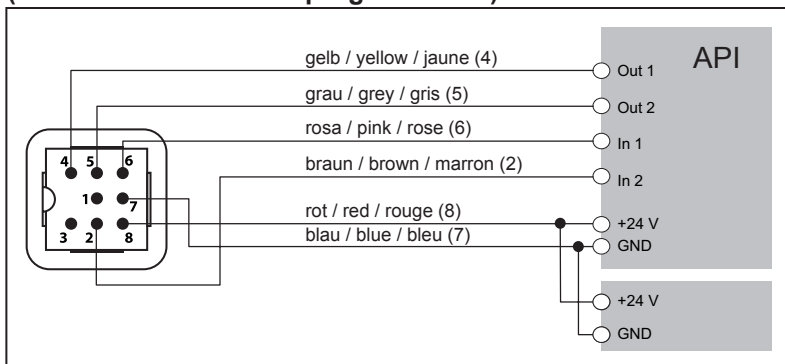 gelb / yellow / jaune (4)
API
Out 1
grau / grey / gris (5)
Out 2
rosa / pink / rose (6)
In 1
braun / brown / marron (2)
In 2
4 5 6
1 7
3 2 8
rot / red / rouge (8)
+24 V
blau / blue / bleu (7)
GND
+24 V
GND